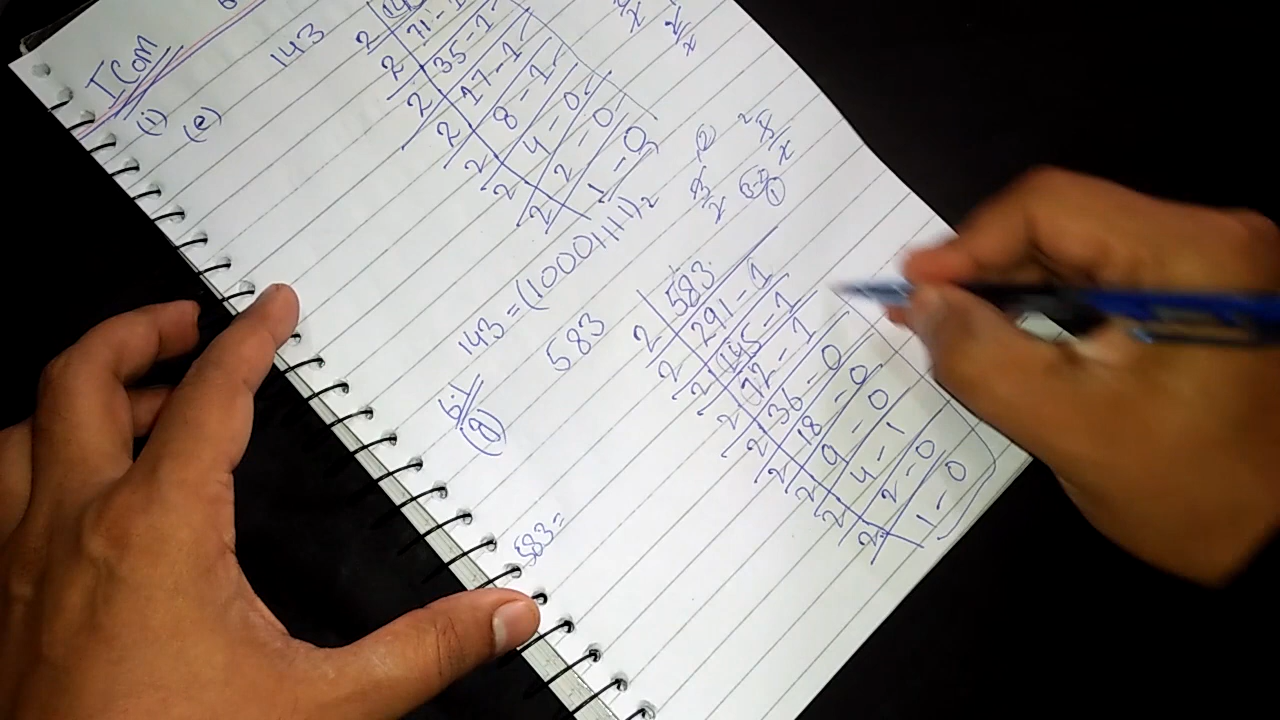 ICom
(i)
(e)
143
2 | 143
2 | 71-1
2 | 35-1
2 | 17-1
2 | 8-1
2 | 4-0
2 | 2-0
2 | 1-0
143=(10001111)₂
(g)
583
2 | 583
2 | 291-1
2 | 145-1
2 | 72-1
2 | 36-0
2 | 18-0
2 | 9-0
2 | 4-1
2 | 2-0
2 | 1-0
583=